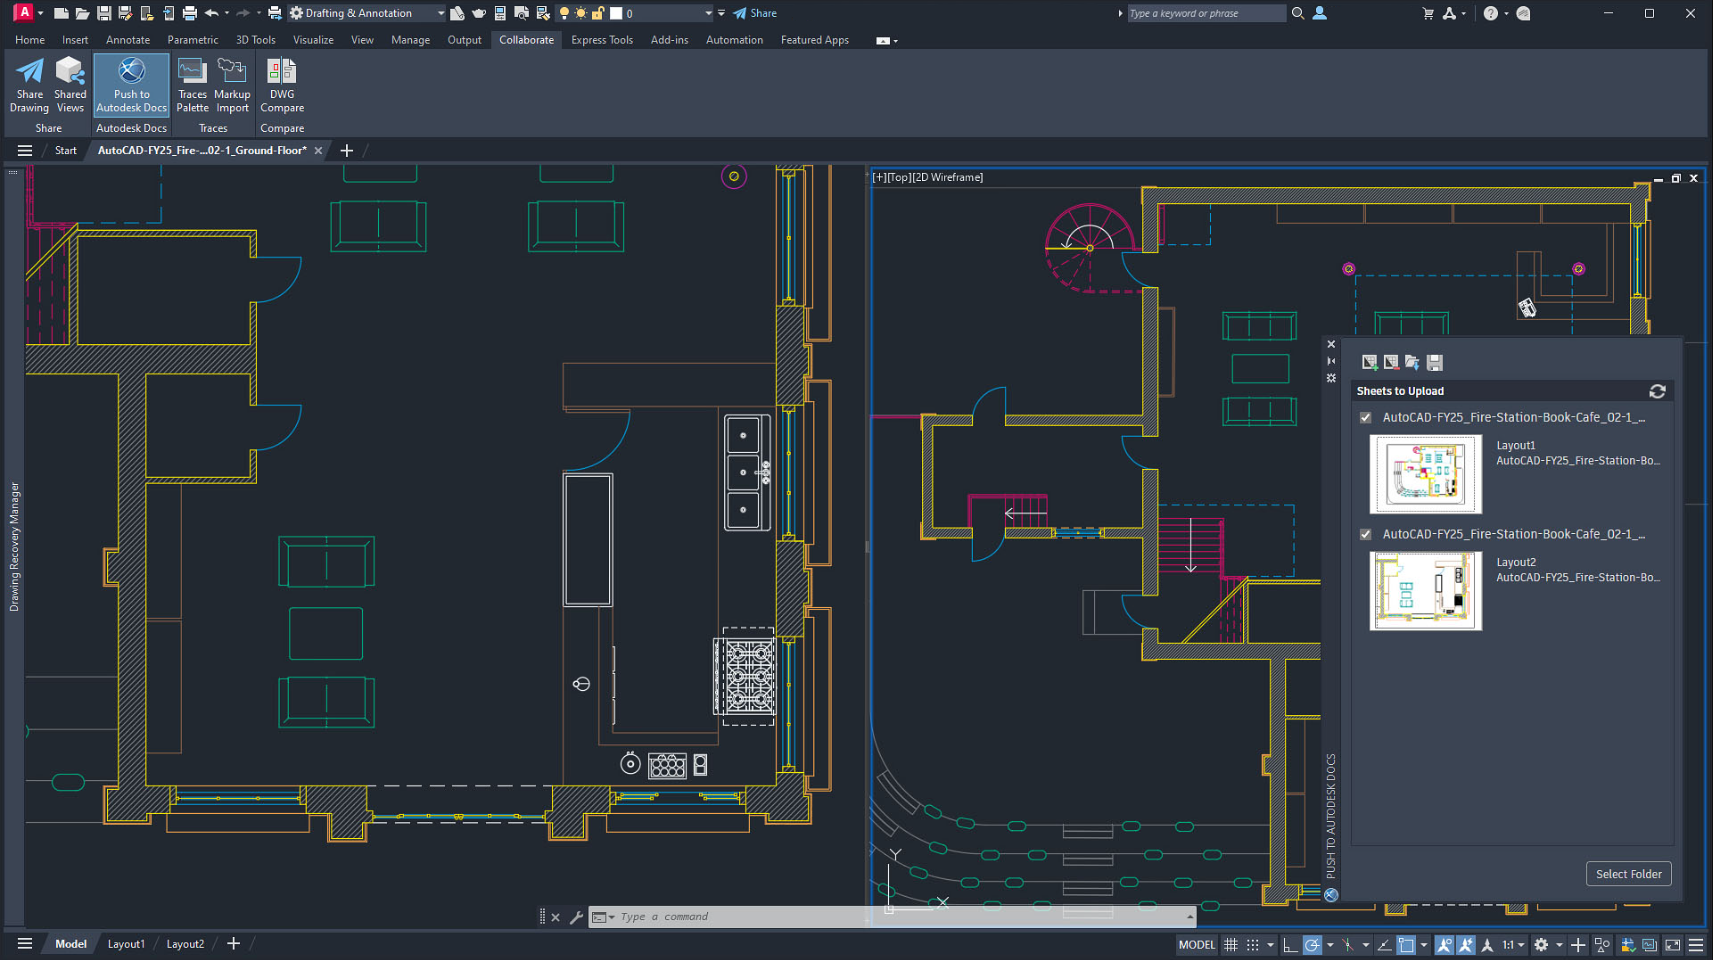 A
Drafting & Annotation
0
Share
Type a keyword or phrase
Home
Insert
Annotate
Parametric
3D Tools
Visualize
View
Manage
Output
Collaborate
Express Tools
Add-ins
Automation
Featured Apps
Share
Drawing
Shared
Views
Push to
Autodesk Docs
Traces
Palette
Markup
Import
DWG
Compare
Share
Autodesk Docs
Traces
Compare
Start
AutoCAD-FY25_Fire-...02-1_Ground-Floor*
[+][Top][2D Wireframe]
Drawing Recovery Manager
Sheets to Upload
AutoCAD-FY25_Fire-Station-Book-Cafe_02-1_...
Layout1
AutoCAD-FY25_Fire-Station-Bo...
AutoCAD-FY25_Fire-Station-Book-Cafe_02-1_...
Layout2
AutoCAD-FY25_Fire-Station-Bo...
PUSH TO AUTODESK DOCS
Select Folder
Y
X
Type a command
Model
Layout1
Layout2
MODEL
1:1